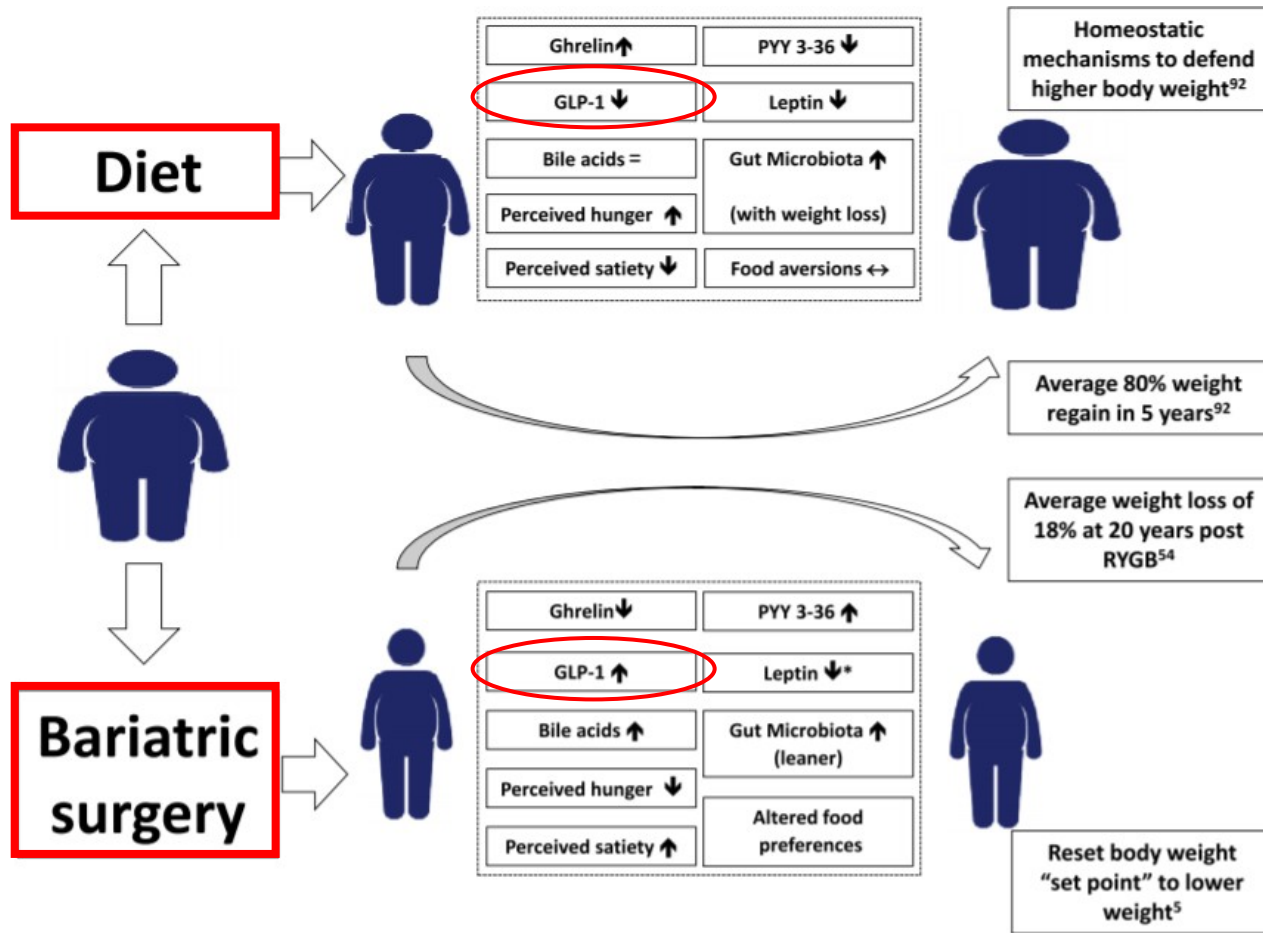 Ghrelin↑
PYY 3-36 ↓
GLP-1 ↓
Leptin ↓
Bile acids =
Gut Microbiota ↑
(with weight loss)
Perceived hunger ↑
Perceived satiety ↓
Food aversions ↔
Homeostatic
mechanisms to defend
higher body weight⁹²
Diet
Average 80% weight
regain in 5 years⁹²
Average weight loss of
18% at 20 years post
RYGB⁵⁴
Bariatric
surgery
Ghrelin↓
PYY 3-36 ↑
GLP-1 ↑
Leptin ↓*
Bile acids ↑
Gut Microbiota ↑
(leaner)
Perceived hunger ↓
Perceived satiety ↑
Altered food
preferences
Reset body weight
“set point” to lower
weight⁵